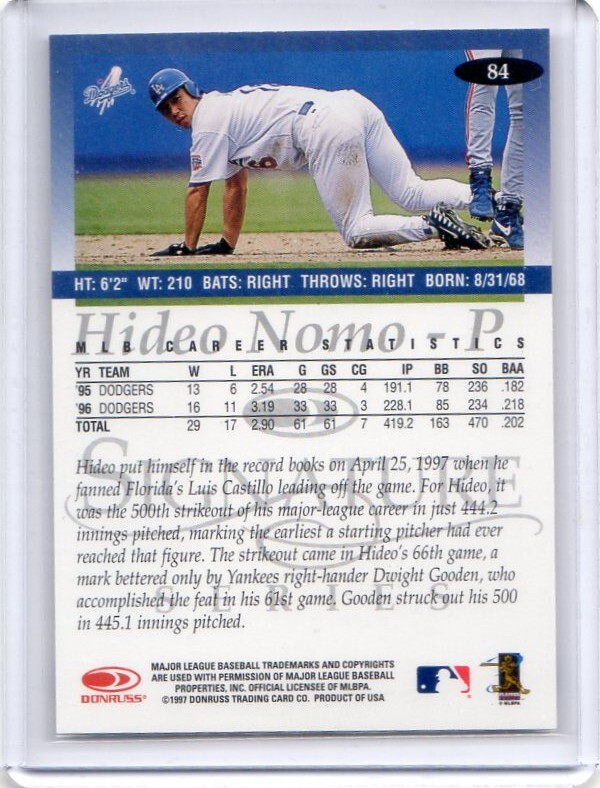 Dodgers
84
HT: 6'2" WT: 210 BATS: RIGHT THROWS: RIGHT BORN: 8/31/68
Hideo Nomo - P
MLB CAREER STATISTICS
YR TEAM W L ERA G GS CG IP BB SO BAA
'95 DODGERS 13 6 2.54 28 28 4 191.1 78 236 .182
'96 DODGERS 16 11 3.19 33 33 3 228.1 85 234 .218
TOTAL 29 17 2.90 61 61 7 419.2 163 470 .202
SIGNATURE
SERIES
Hideo put himself in the record books on April 25, 1997 when he
fanned Florida's Luis Castillo leading off the game. For Hideo, it
was the 500th strikeout of his major-league career in just 444.2
innings pitched, marking the earliest a starting pitcher had ever
reached that figure. The strikeout came in Hideo's 66th game, a
mark bettered only by Yankees right-hander Dwight Gooden, who
accomplished the feat in his 61st game. Gooden struck out his 500
in 445.1 innings pitched.
DONRUSS®
MAJOR LEAGUE BASEBALL TRADEMARKS AND COPYRIGHTS
ARE USED WITH PERMISSION OF MAJOR LEAGUE BASEBALL
PROPERTIES, INC. OFFICIAL LICENSEE OF MLBPA.
©1997 DONRUSS TRADING CARD CO. PRODUCT OF USA
© MLBPA